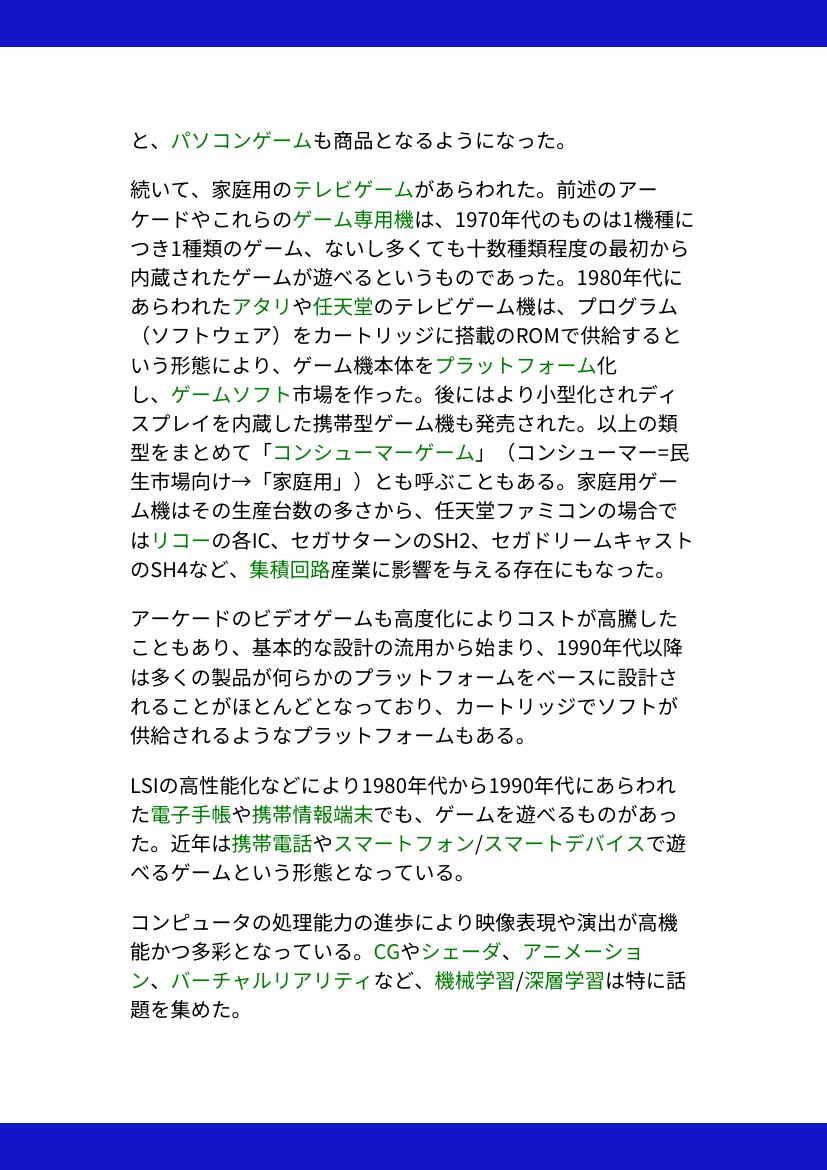 と、パソコンゲームも商品となるようになった。
続いて、家庭用のテレビゲームがあらわれた。前述のアー
ケードやこれらのゲーム専用機は、1970年代のものは1機種に
つき1種類のゲーム、ないし多くても十数種類程度の最初から
内蔵されたゲームが遊べるというものであった。1980年代に
あらわれたアタリや任天堂のテレビゲーム機は、プログラム
（ソフトウェア）をカートリッジに搭載のROMで供給すると
いう形態により、ゲーム機本体をプラットフォーム化
し、ゲームソフト市場を作った。後にはより小型化されディ
スプレイを内蔵した携帯型ゲーム機も発売された。以上の類
型をまとめて「コンシューマーゲーム」（コンシューマー=民
生市場向け→「家庭用」）とも呼ぶこともある。家庭用ゲー
ム機はその生産台数の多さから、任天堂ファミコンの場合で
はリコーの各IC、セガサターンのSH2、セガドリームキャスト
のSH4など、集積回路産業に影響を与える存在にもなった。
アーケードのビデオゲームも高度化によりコストが高騰した
こともあり、基本的な設計の流用から始まり、1990年代以降
は多くの製品が何らかのプラットフォームをベースに設計さ
れることがほとんどとなっており、カートリッジでソフトが
供給されるようなプラットフォームもある。
LSIの高性能化などにより1980年代から1990年代にあらわれ
た電子手帳や携帯情報端末でも、ゲームを遊べるものがあっ
た。近年は携帯電話やスマートフォン/スマートデバイスで遊
べるゲームという形態となっている。
コンピュータの処理能力の進歩により映像表現や演出が高機
能かつ多彩となっている。CGやシェーダ、アニメーショ
ン、バーチャルリアリティなど、機械学習/深層学習は特に話
題を集めた。